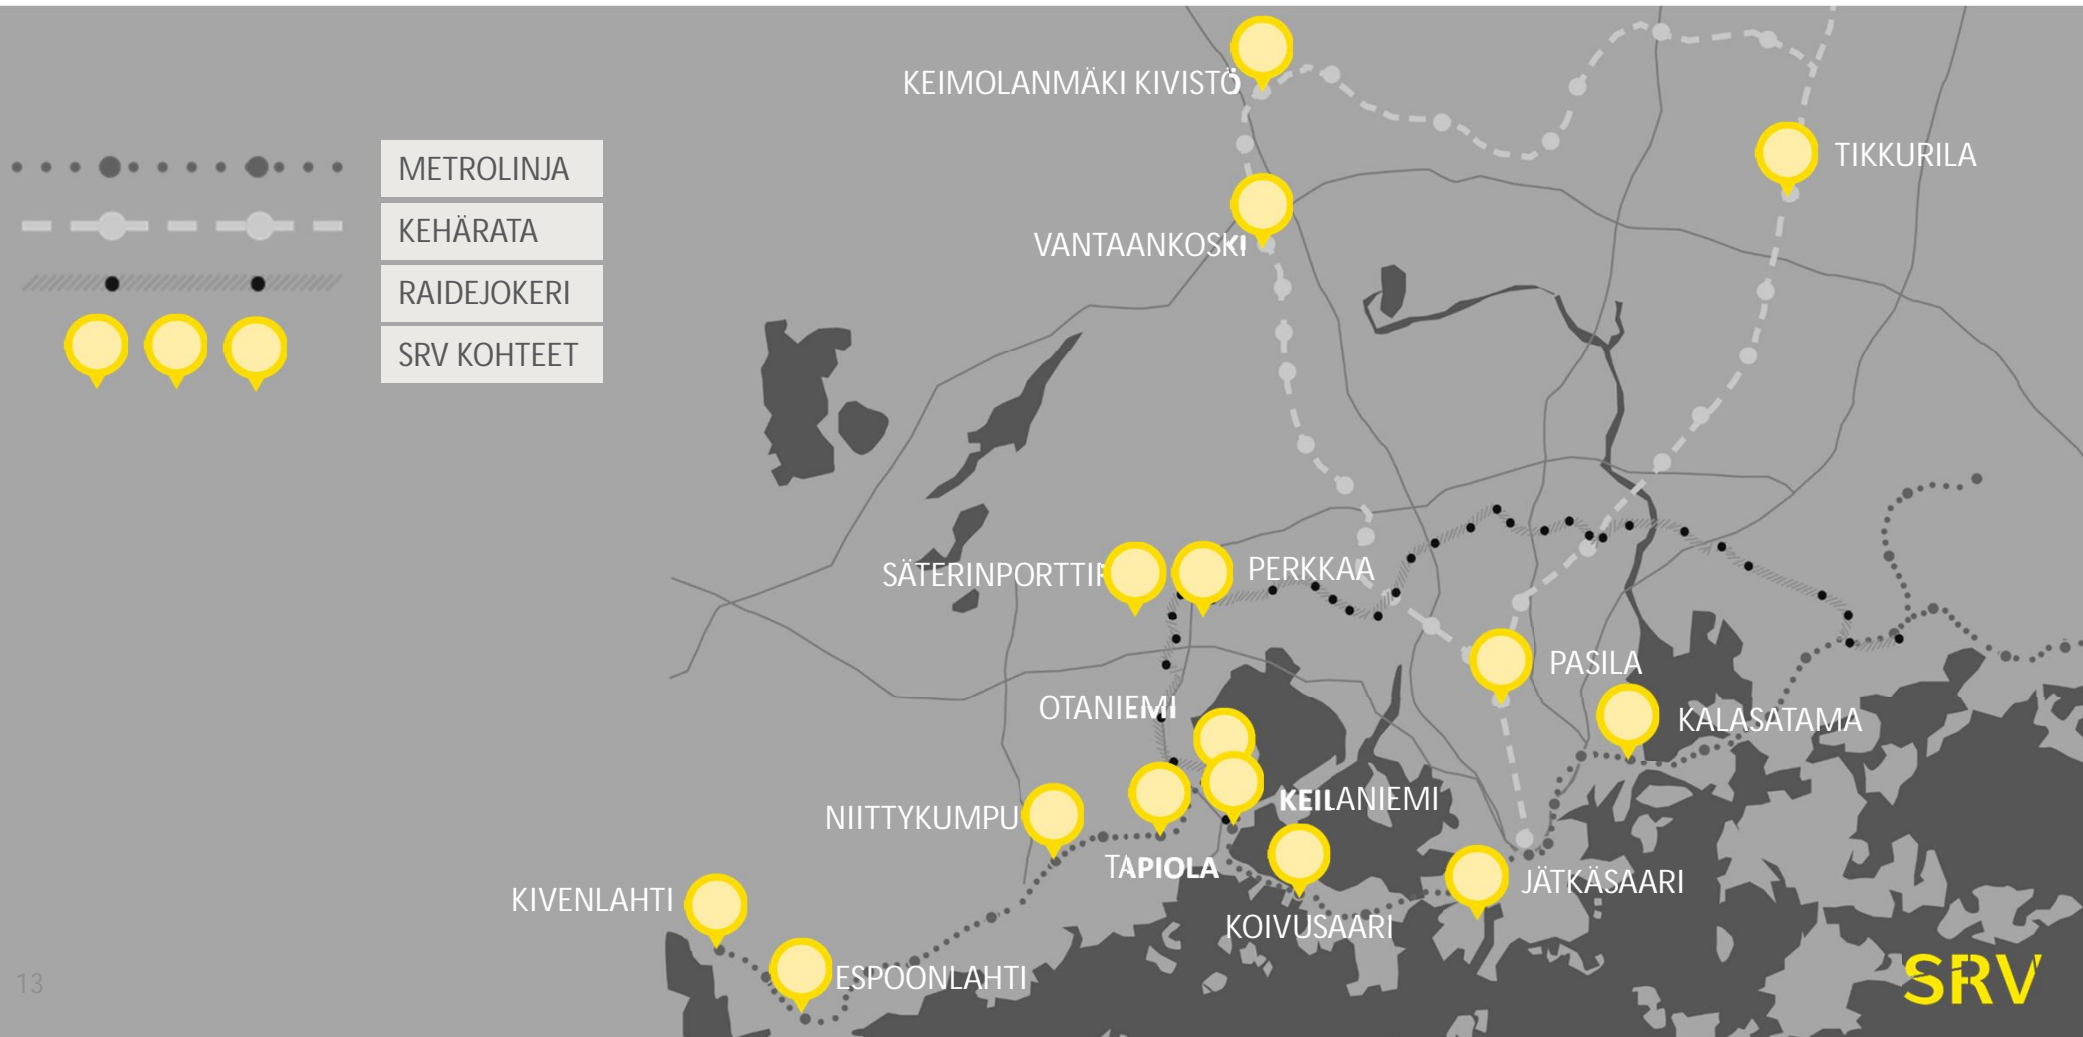 KEIMOLANMÄKI KIVISTÖ
METROLINJA
TIKKURILA
KEHÄRATA
VANTAANKOSKI
RAIDEJOKERI
SRV KOHTEET
SÄTERINPORTTI
PERKKAA
PASILA
OTANIEMI
KALASATAMA
KEILANIEMI
NIITTYKUMPU
TAPIOLA
JÄTKÄSAARI
KIVENLAHTI
KOIVUSAARI
ESPOONLAHTI
13
SRV